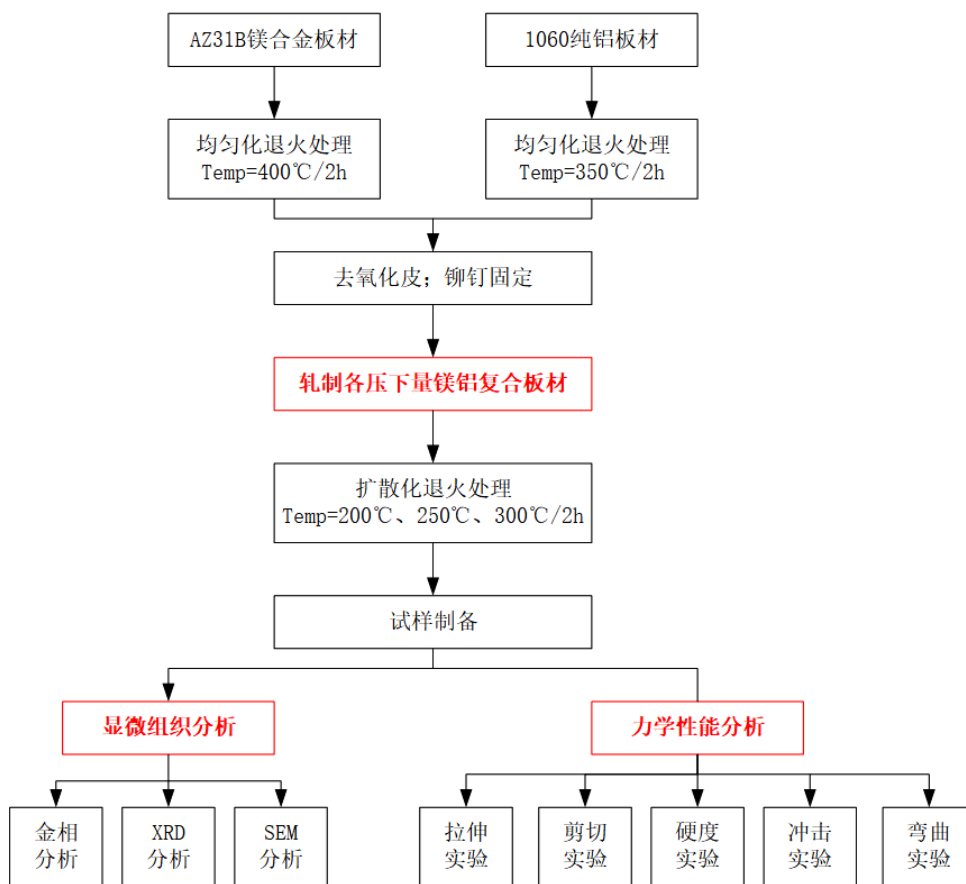 AZ31B镁合金板材
1060纯铝板材
均匀化退火处理
Temp=400℃/2h
均匀化退火处理
Temp=350℃/2h
去氧化皮；铆钉固定
轧制各压下量镁铝复合板材
扩散化退火处理
Temp=200℃、250℃、300℃/2h
试样制备
显微组织分析
力学性能分析
金相
分析
XRD
分析
SEM
分析
拉伸
实验
剪切
实验
硬度
实验
冲击
实验
弯曲
实验